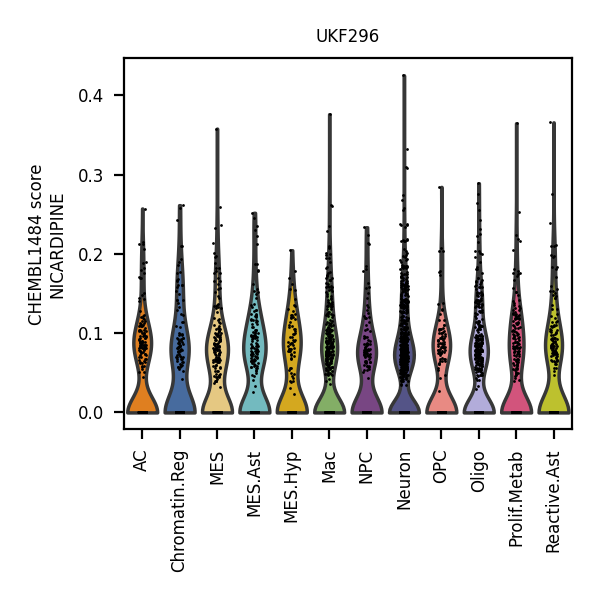 UKF296
CHEMBL1484 score
NICARDIPINE
0.4
0.3
0.2
0.1
0.0
AC
Chromatin.Reg
MES
MES.Ast
MES.Hyp
Mac
NPC
Neuron
OPC
Oligo
Prolif.Metab
Reactive.Ast